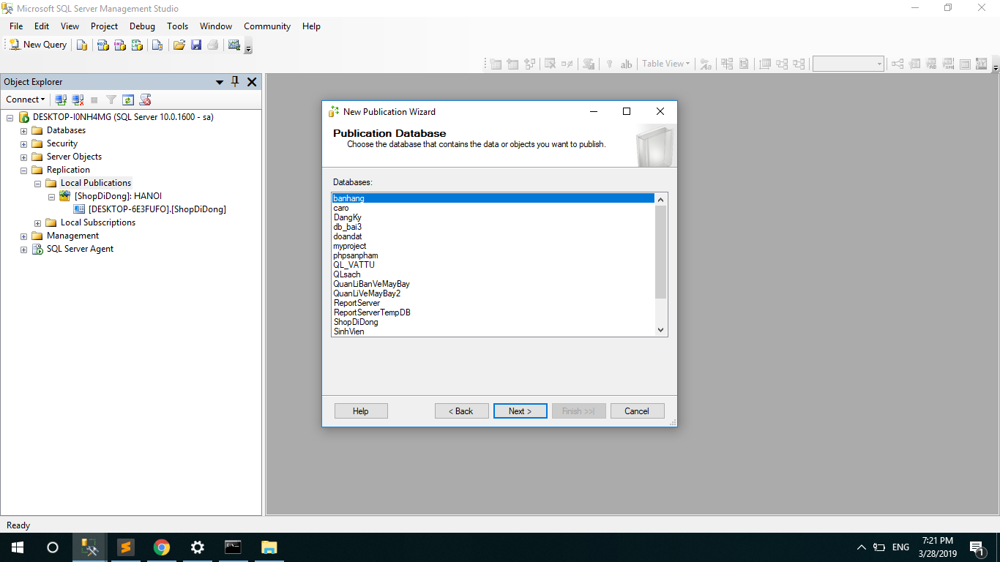 Microsoft SQL Server Management Studio
File Edit View Project Debug Tools Window Community Help
New Query
Table View
Object Explorer
Connect
DESKTOP-I0NH4MG (SQL Server 10.0.1600 - sa)
Databases
Security
Server Objects
Replication
Local Publications
[ShopDiDong]: HANOI
[DESKTOP-6E3FUFO].[ShopDiDong]
Local Subscriptions
Management
SQL Server Agent
New Publication Wizard
Publication Database
Choose the database that contains the data or objects you want to publish.
Databases:
banhang
caro
DangKy
db_bai3
doandat
myproject
phpsanpham
QL_VATTU
QLsach
QuanLiBanVeMayBay
QuanLiVeMayBay2
ReportServer
ReportServerTempDB
ShopDiDong
SinhVien
Help < Back Next > Finish >>| Cancel
Ready
ENG
7:21 PM
3/28/2019
1